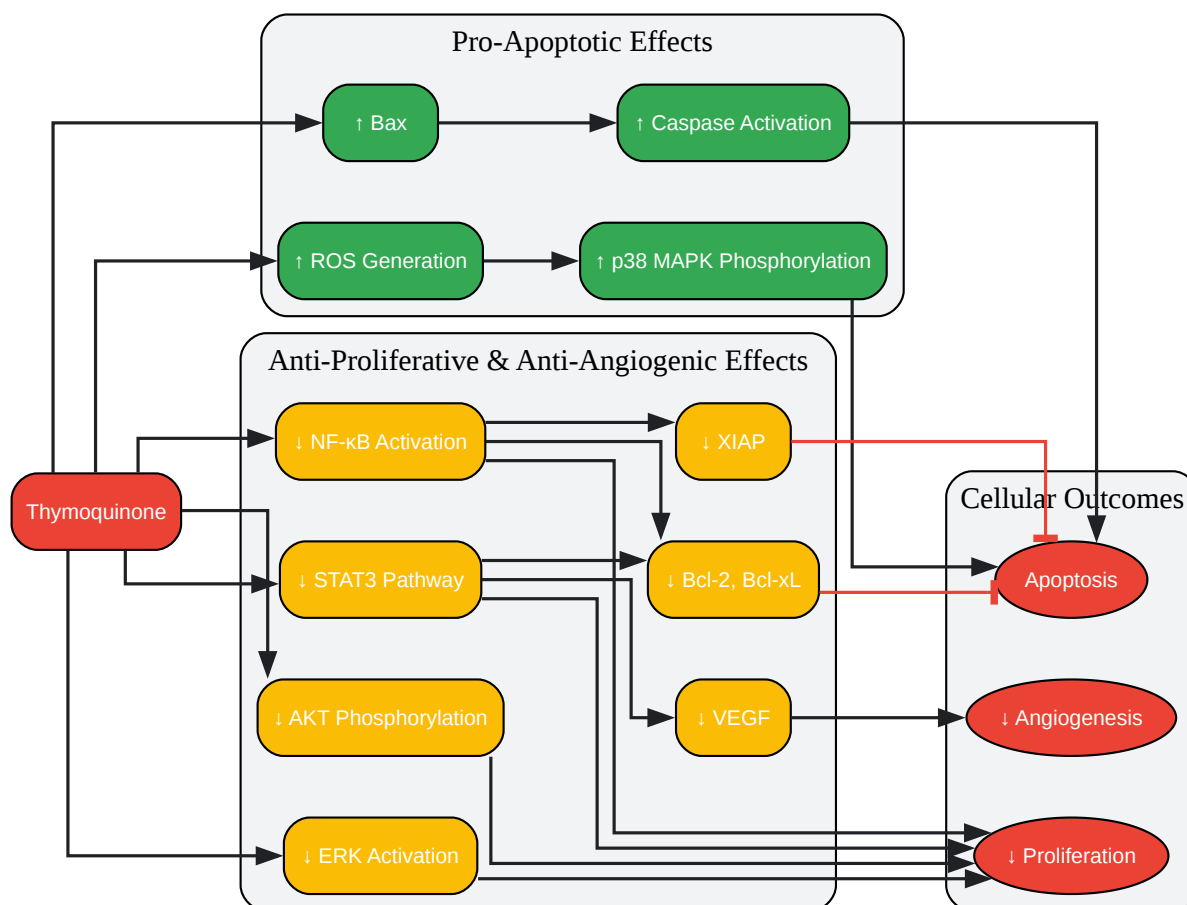 Pro-Apoptotic Effects
↑ Bax
↑ Caspase Activation
↑ ROS Generation
↑ p38 MAPK Phosphorylation
Anti-Proliferative & Anti-Angiogenic Effects
↓ NF-κB Activation
↓ XIAP
Thymoquinone
Cellular Outcomes
↓ STAT3 Pathway
↓ Bcl-2, Bcl-xL
Apoptosis
↓ AKT Phosphorylation
↓ VEGF
↓ Angiogenesis
↓ ERK Activation
↓ Proliferation